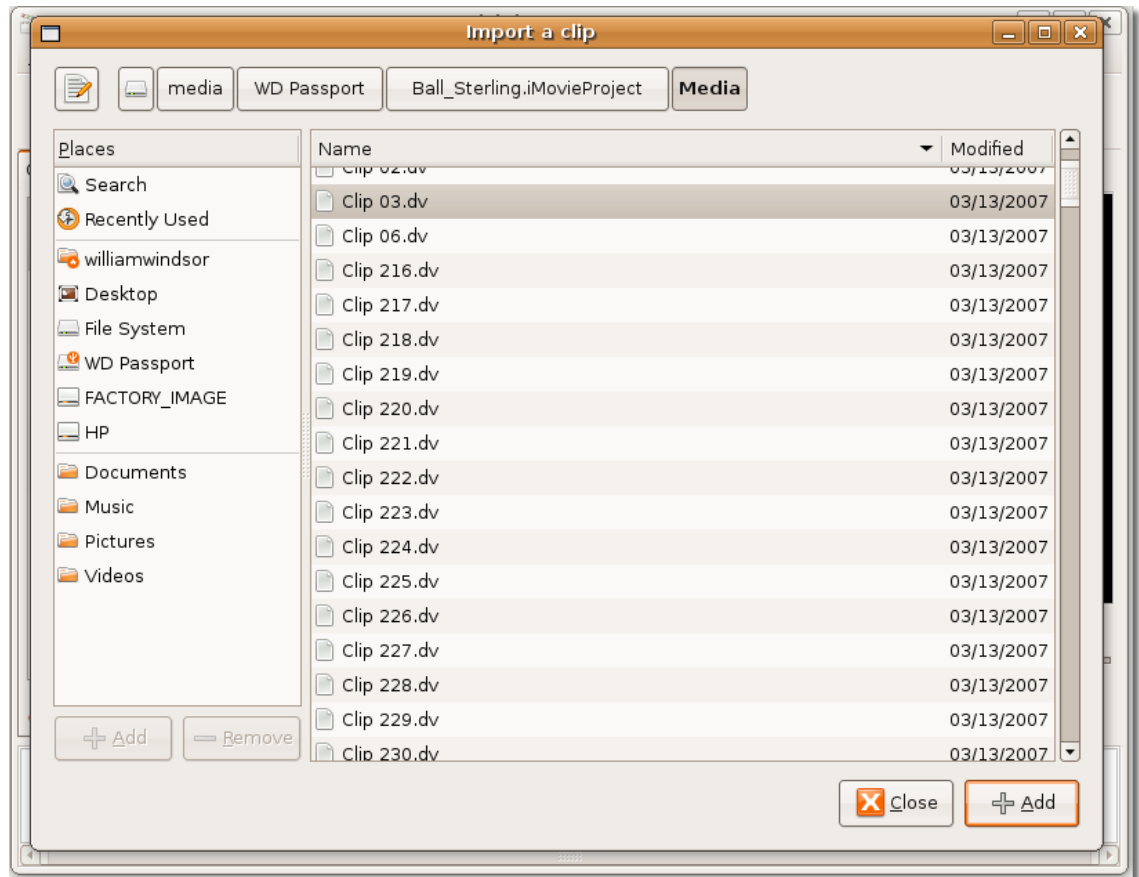 Import a clip
media WD Passport Ball_Sterling.iMovieProject Media
Places
Search
Recently Used
williamwindsor
Desktop
File System
WD Passport
FACTORY_IMAGE
HP
Documents
Music
Pictures
Videos
Add Remove
Name Modified
Clip 02.dv 03/13/2007
Clip 03.dv 03/13/2007
Clip 06.dv 03/13/2007
Clip 216.dv 03/13/2007
Clip 217.dv 03/13/2007
Clip 218.dv 03/13/2007
Clip 219.dv 03/13/2007
Clip 220.dv 03/13/2007
Clip 221.dv 03/13/2007
Clip 222.dv 03/13/2007
Clip 223.dv 03/13/2007
Clip 224.dv 03/13/2007
Clip 225.dv 03/13/2007
Clip 226.dv 03/13/2007
Clip 227.dv 03/13/2007
Clip 228.dv 03/13/2007
Clip 229.dv 03/13/2007
Clip 230.dv 03/13/2007
Close Add